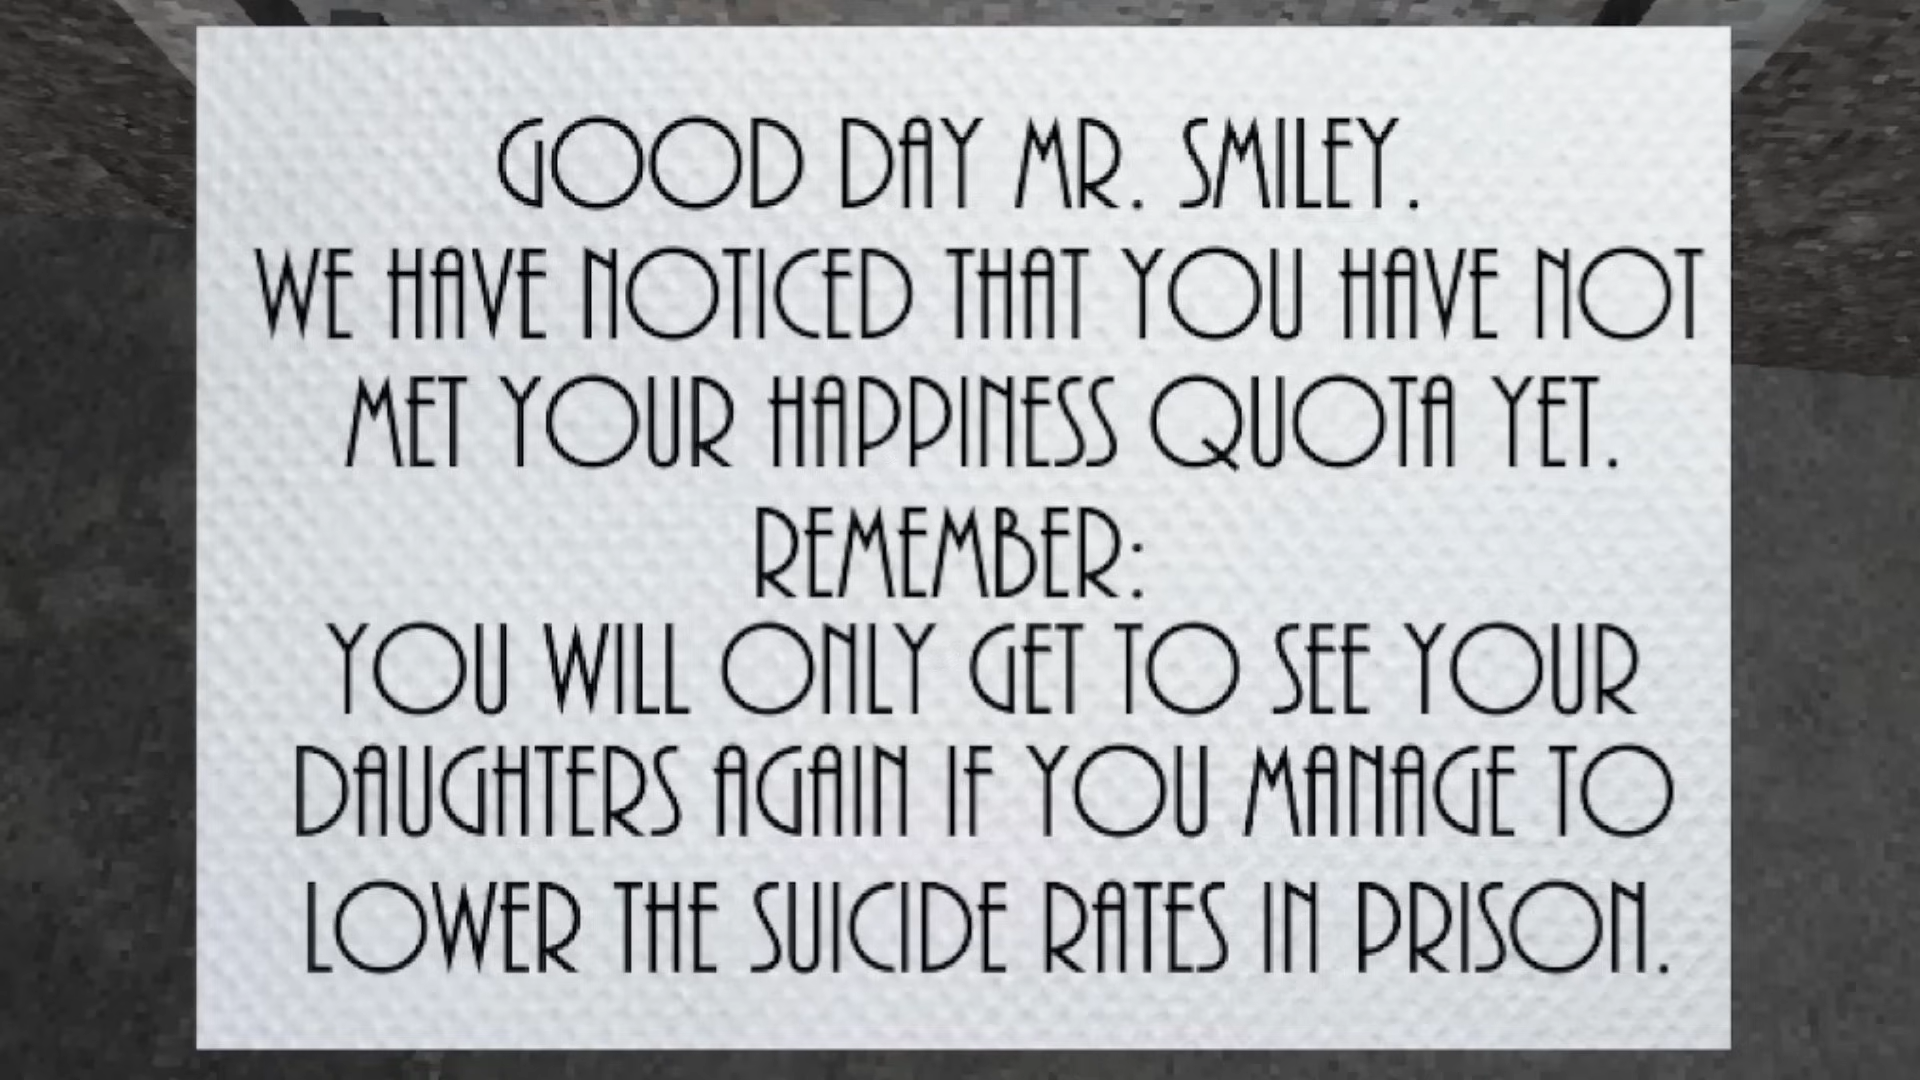 GOOD DAY MR. SMILEY.
WE HAVE NOTICED THAT YOU HAVE NOT
MET YOUR HAPPINESS QUOTA YET.
REMEMBER:
YOU WILL ONLY GET TO SEE YOUR
DAUGHTERS AGAIN IF YOU MANAGE TO
LOWER THE SUICIDE RATES IN PRISON.